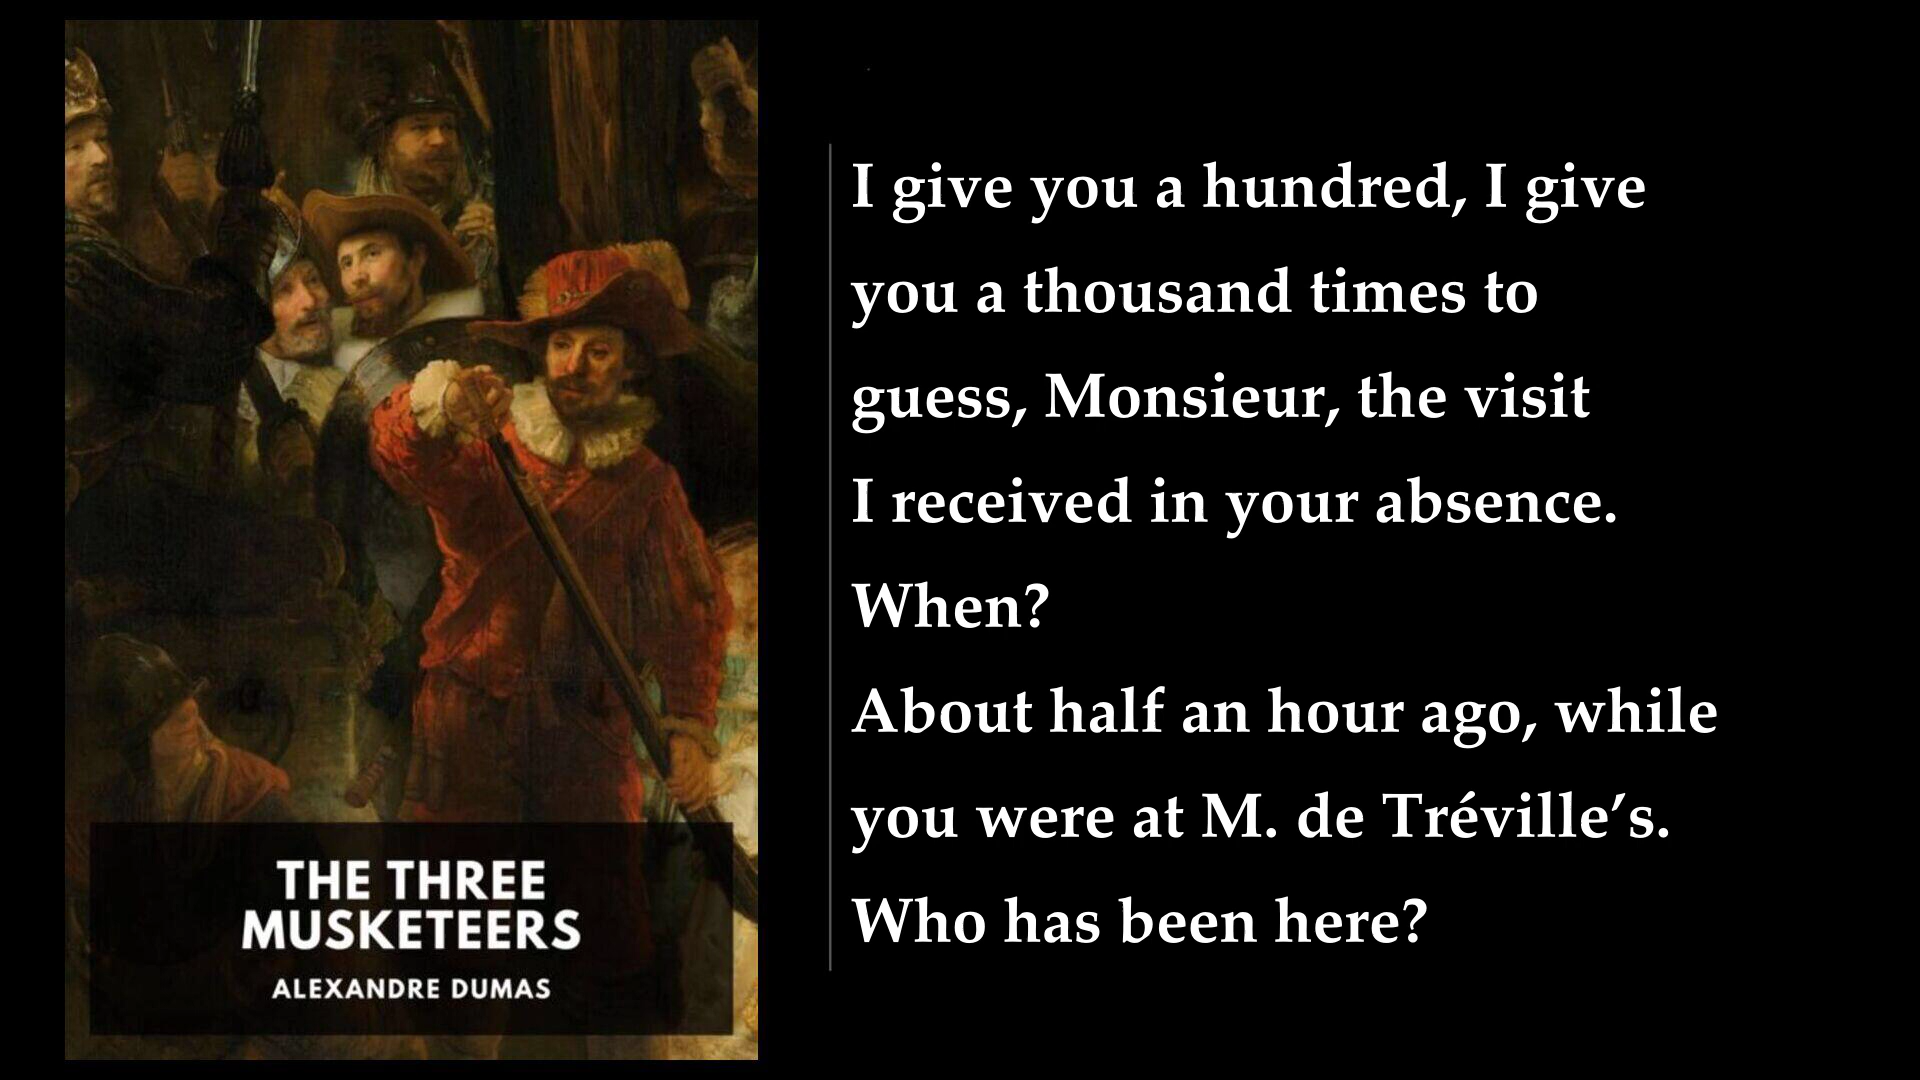 THE THREE
MUSKETEERS
ALEXANDRE DUMAS
I give you a hundred, I give
you a thousand times to
guess, Monsieur, the visit
I received in your absence.
When?
About half an hour ago, while
you were at M. de Tréville’s.
Who has been here?